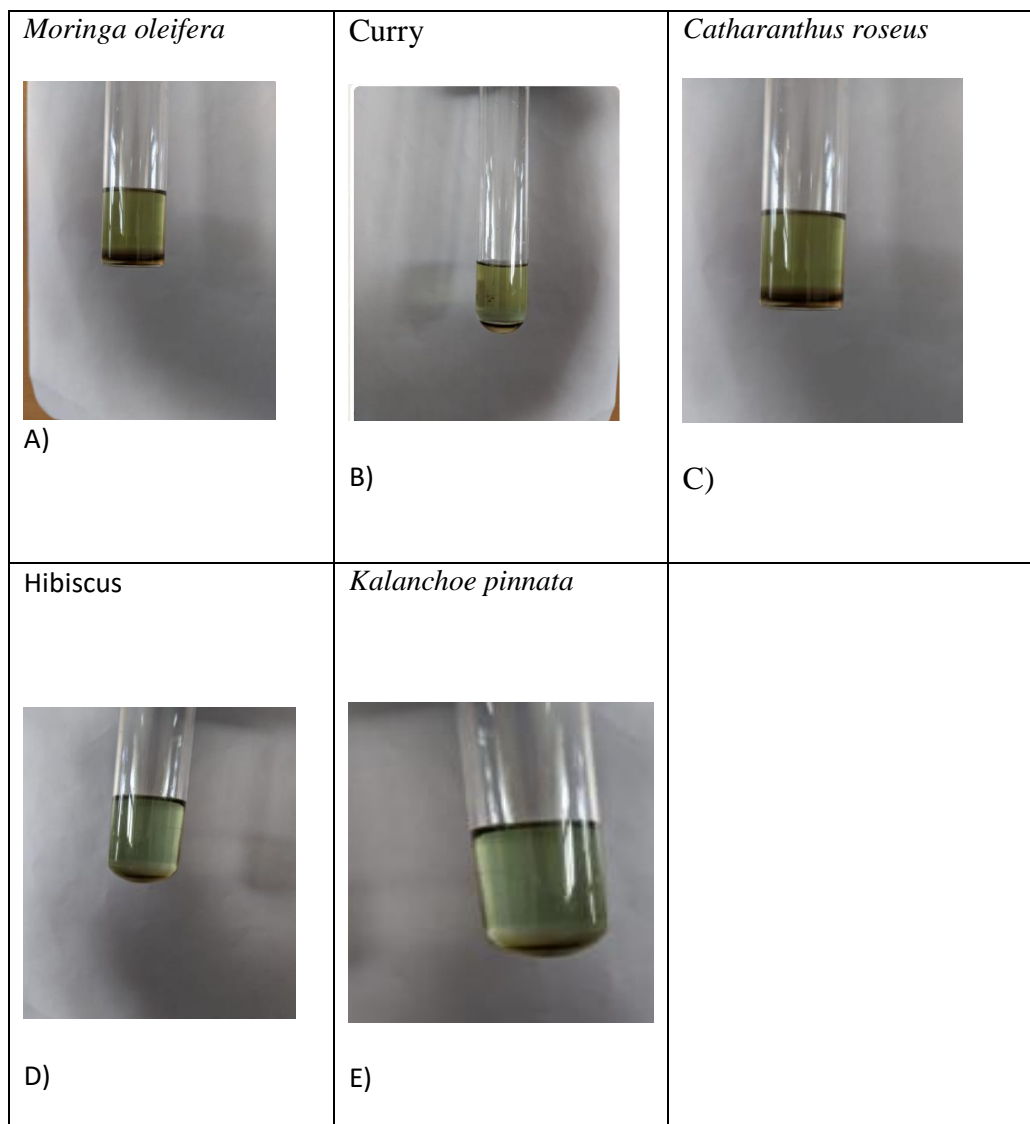 Moringa oleifera
Curry
Catharanthus roseus
A)
B)
C)
Hibiscus
Kalanchoe pinnata
D)
E)